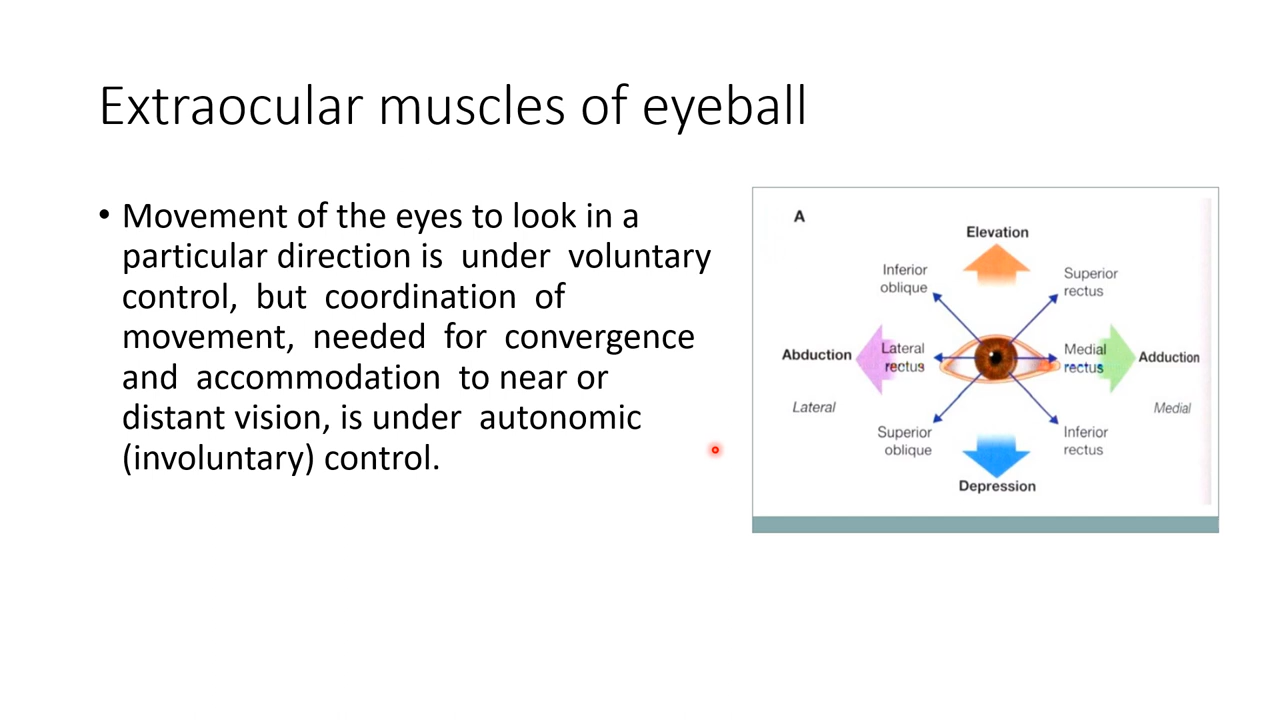 Extraocular muscles of eyeball
• Movement of the eyes to look in a
particular direction is under voluntary
control, but coordination of
movement, needed for convergence
and accommodation to near or
distant vision, is under autonomic
(involuntary) control.
A
Elevation
Inferior
oblique
Superior
rectus
Abduction
Lateral
rectus
Medial
rectus
Adduction
Lateral
Medial
Superior
oblique
Inferior
rectus
Depression